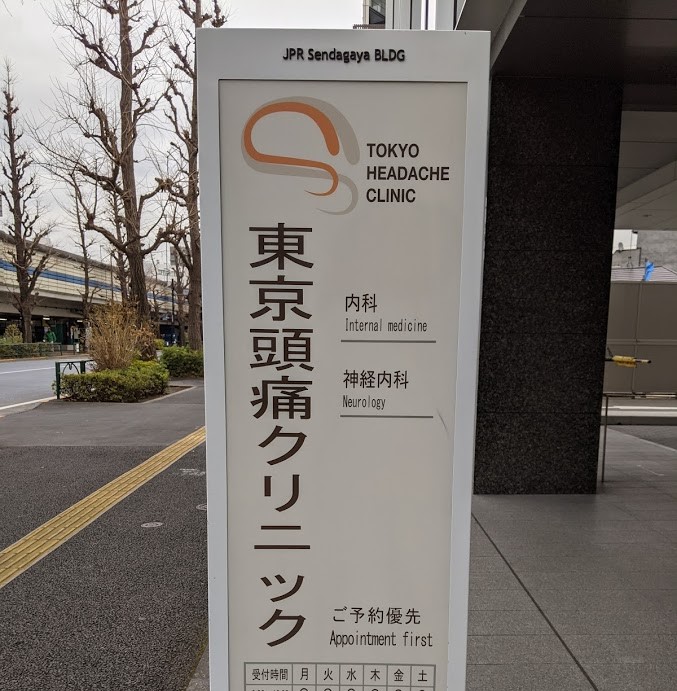 JPR Sendagaya BLDG
TOKYO
HEADACHE
CLINIC
東京頭痛クリニック
内科
Internal medicine
神経内科
Neurology
ご予約優先
Appointment first
受付時間 月 火 水 木 金 土